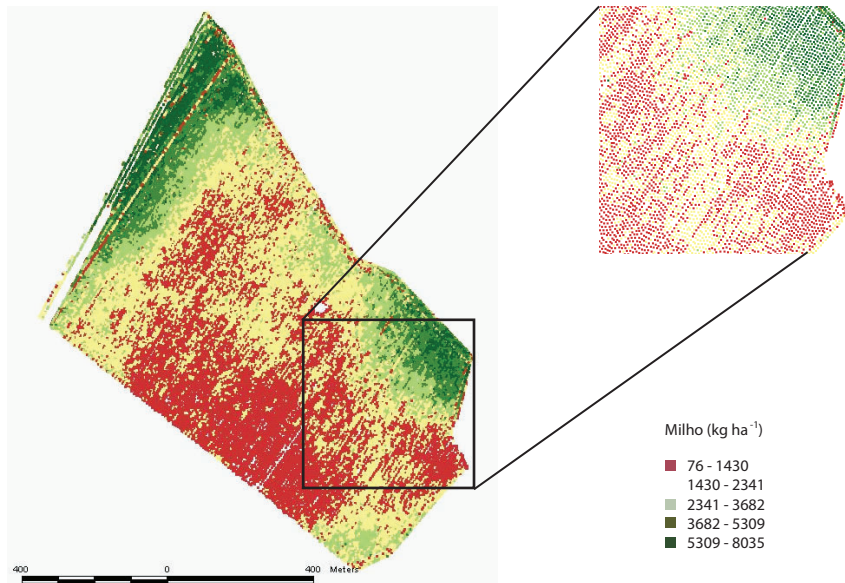 Milho (kg ha⁻¹)
76 - 1430
1430 - 2341
2341 - 3682
3682 - 5309
5309 - 8035
400 0 400 Meters